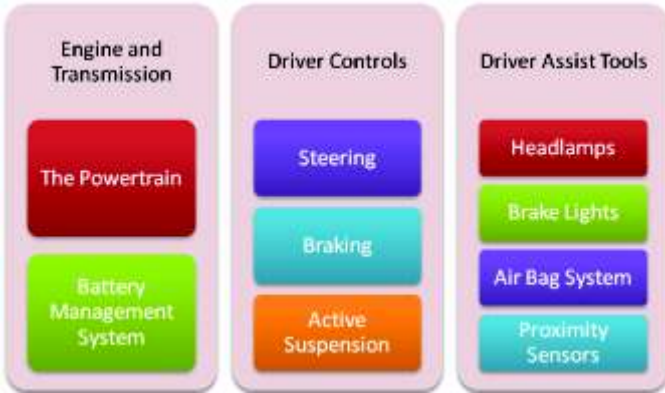 Engine and
Transmission
The Powertrain
Battery
Management
System
Driver Controls
Steering
Braking
Active
Suspension
Driver Assist Tools
Headlamps
Brake Lights
Air Bag System
Proximity
Sensors